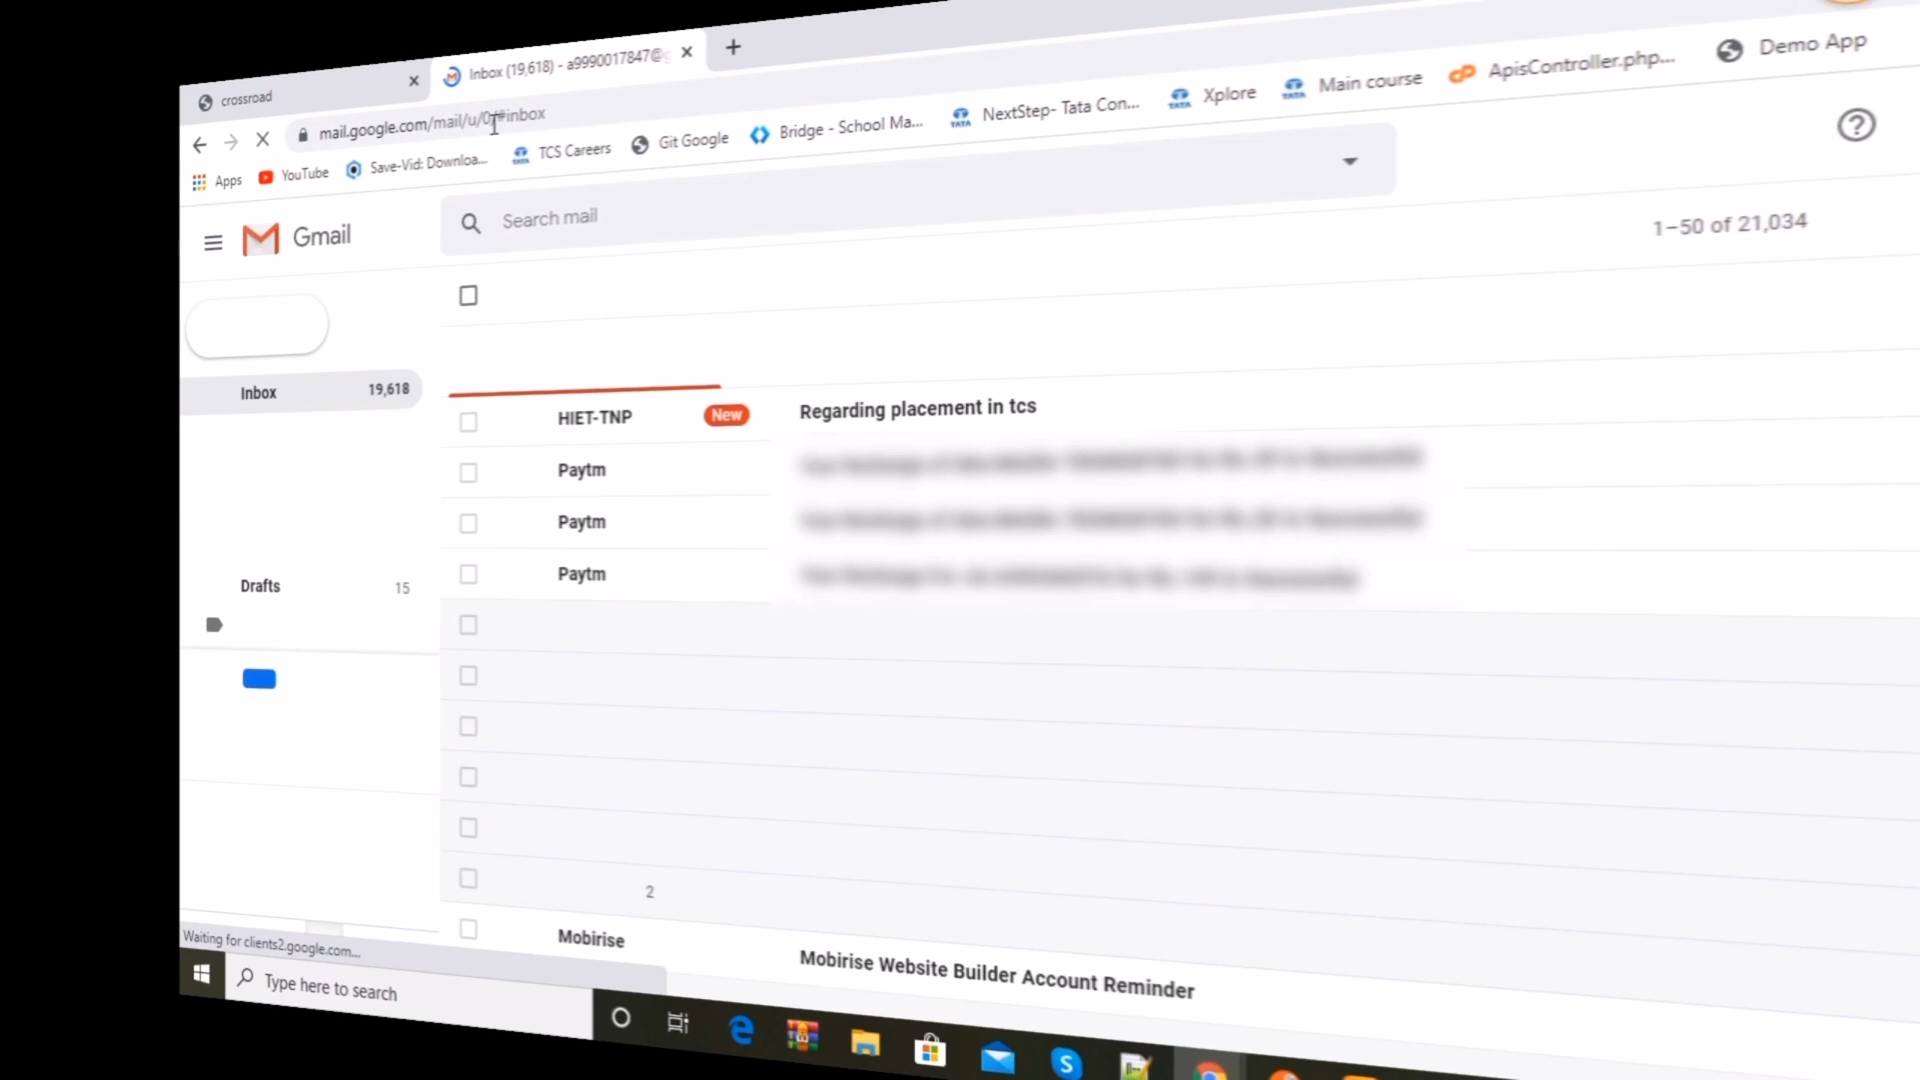 crossroad
Inbox (19,618) - a9990017847@g
mail.google.com/mail/u/0/#inbox
Apps
YouTube
Save-Vid: Downloa...
TCS Careers
Git Google
Bridge - School Ma...
NextStep- Tata Con...
Xplore
Main course
ApisController.php...
Demo App
Gmail
Search mail
1–50 of 21,034
Inbox 19,618
HIET-TNP New Regarding placement in tcs
Paytm
Paytm
Paytm
Drafts 15
2
Mobirise Mobirise Website Builder Account Reminder
Waiting for clients2.google.com...
Type here to search